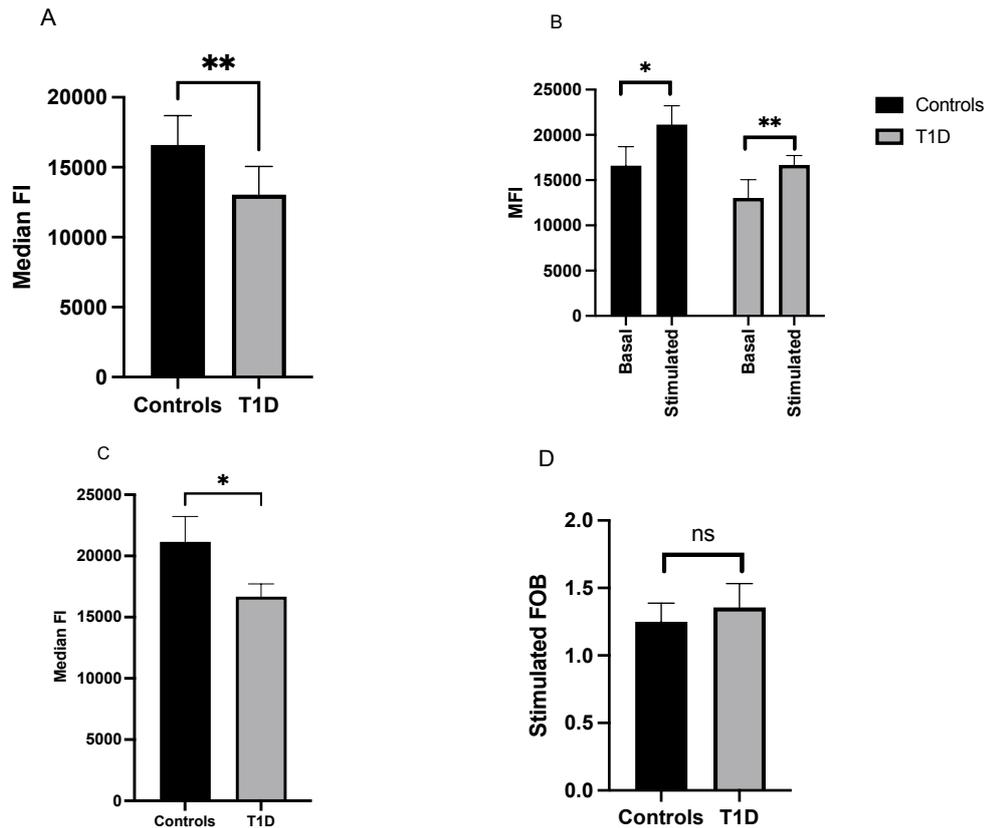 A
**
20000
15000
10000
5000
0
Median FI
Controls T1D
B
*
**
25000
20000
15000
10000
5000
0
MFI
Basal
Stimulated
Basal
Stimulated
Controls
T1D
C
*
25000
20000
15000
10000
5000
0
Median FI
Controls T1D
D
ns
2.0
1.5
1.0
0.5
0.0
Stimulated FOB
Controls T1D